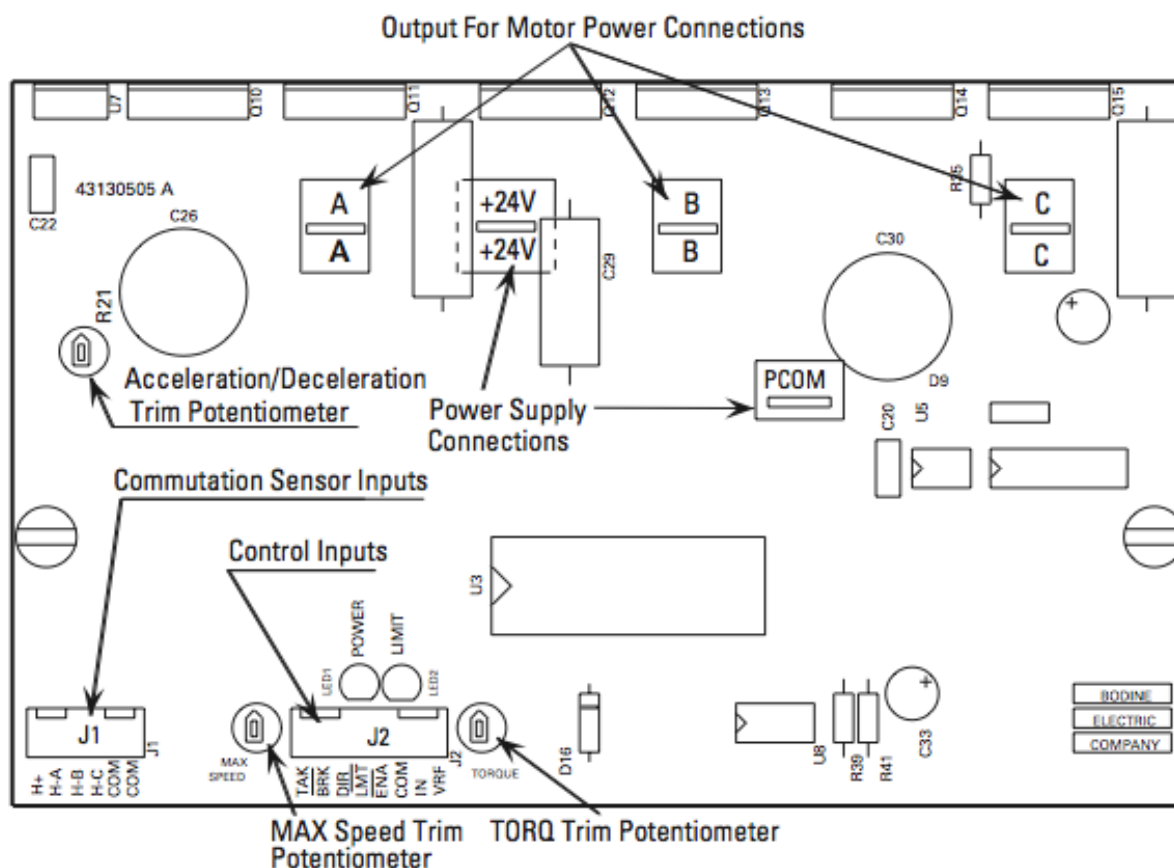 Output For Motor Power Connections
U7
Q10
Q11
Q12
Q13
Q14
Q15
C22
43130505 A
C26
R21
A
A
+24V
+24V
C29
B
B
R35
C
C
C30
D9
Acceleration/Deceleration
Trim Potentiometer
Power Supply
Connections
PCOM
C20
U5
Commutation Sensor Inputs
Control Inputs
U3
POWER
LIMIT
LED1
LED2
J1
J1
H+
H-A
H-B
H-C
COM
COM
MAX
SPEED
J2
J2
TAK
BRK
DIR
LMT
ENA
COM
IN
VRF
TORQUE
D16
U8
R39
R41
C33
BODINE
ELECTRIC
COMPANY
MAX Speed Trim
Potentiometer
TORQ Trim Potentiometer